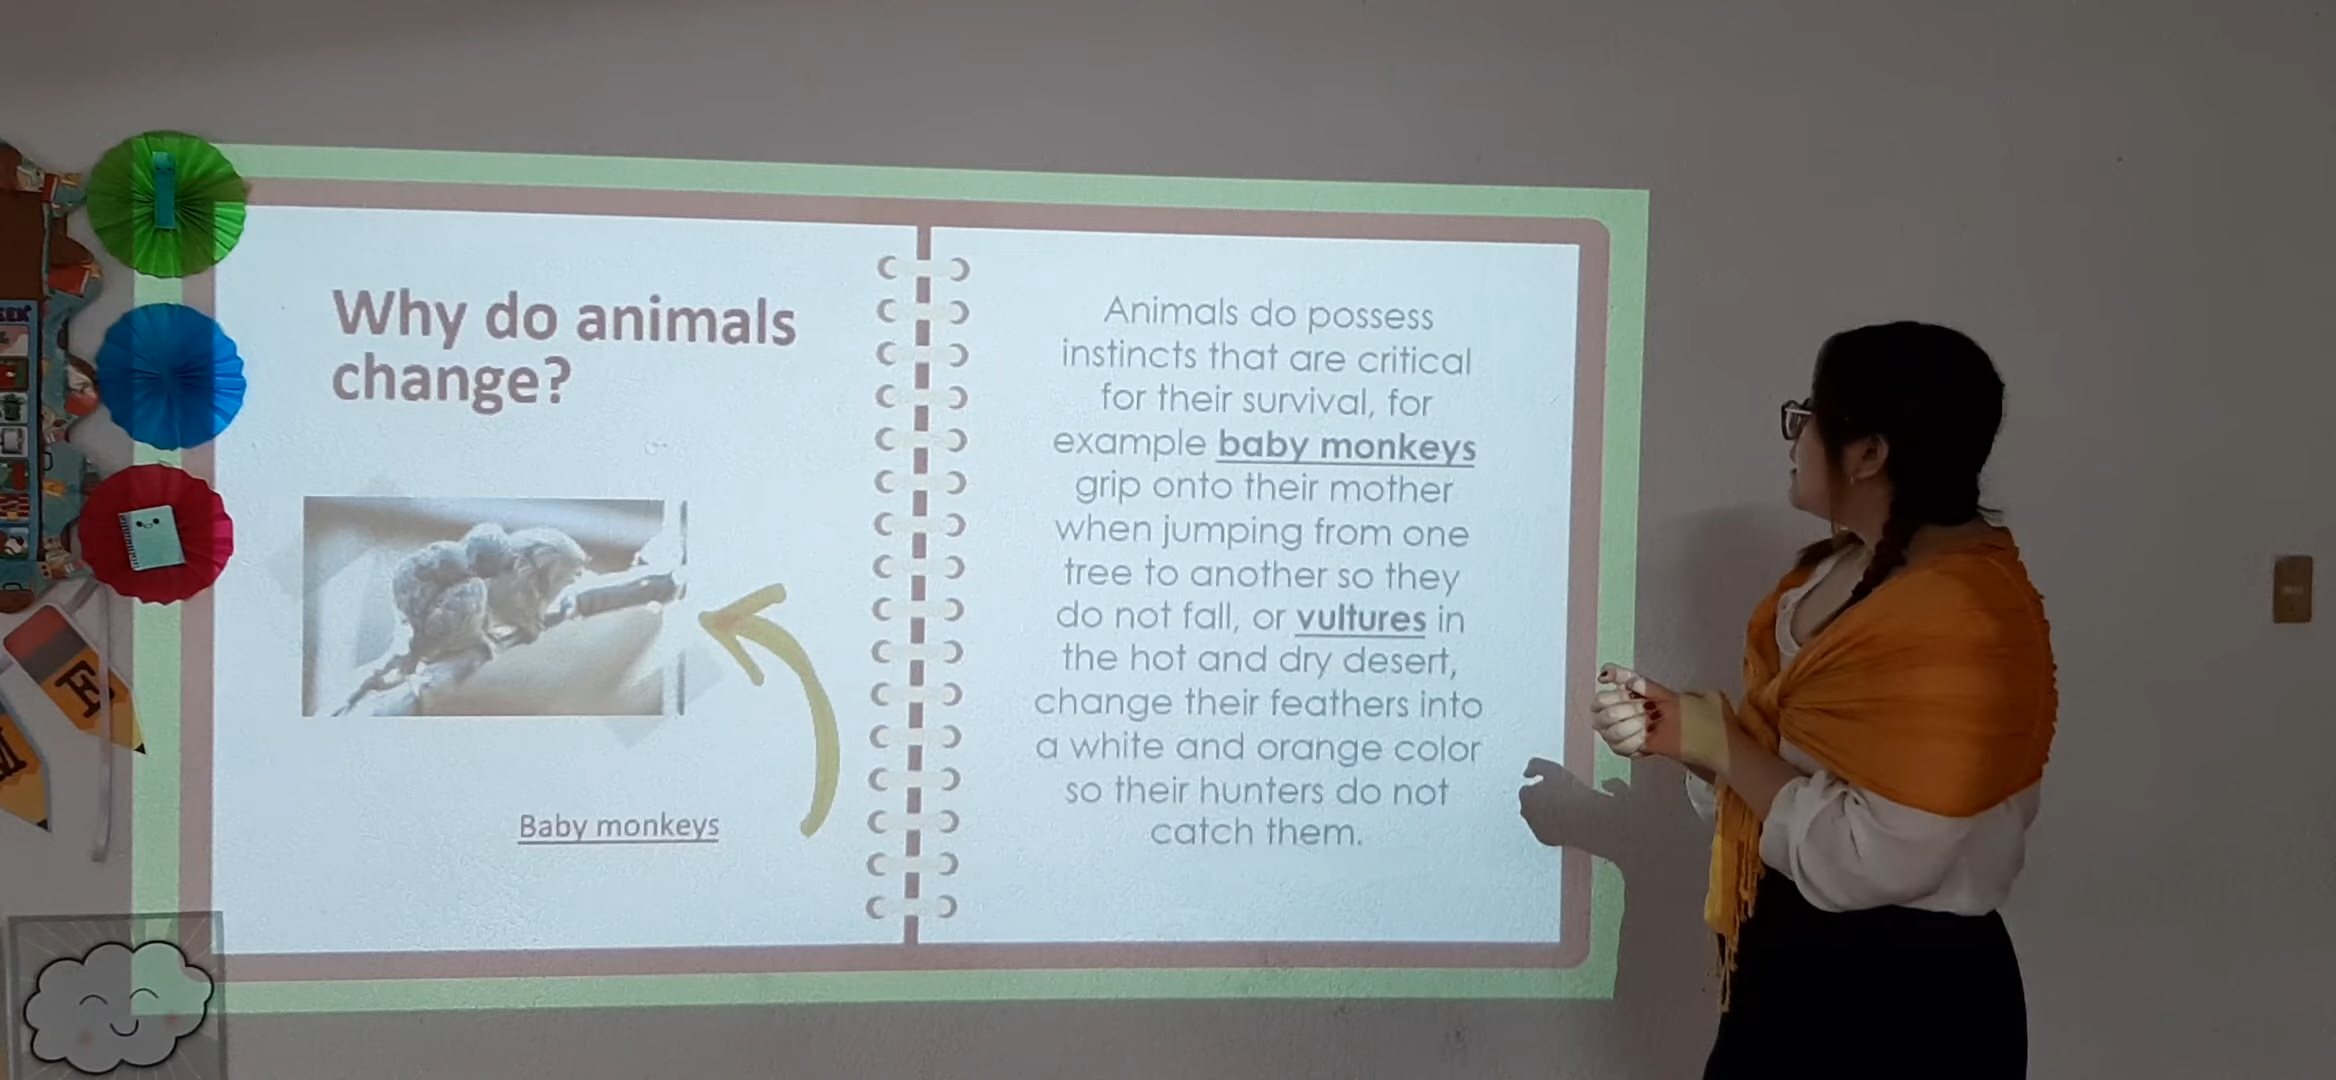 Why do animals
change?
Baby monkeys
Animals do possess
instincts that are critical
for their survival, for
example baby monkeys
grip onto their mother
when jumping from one
tree to another so they
do not fall, or vultures in
the hot and dry desert,
change their feathers into
a white and orange color
so their hunters do not
catch them.
F
M